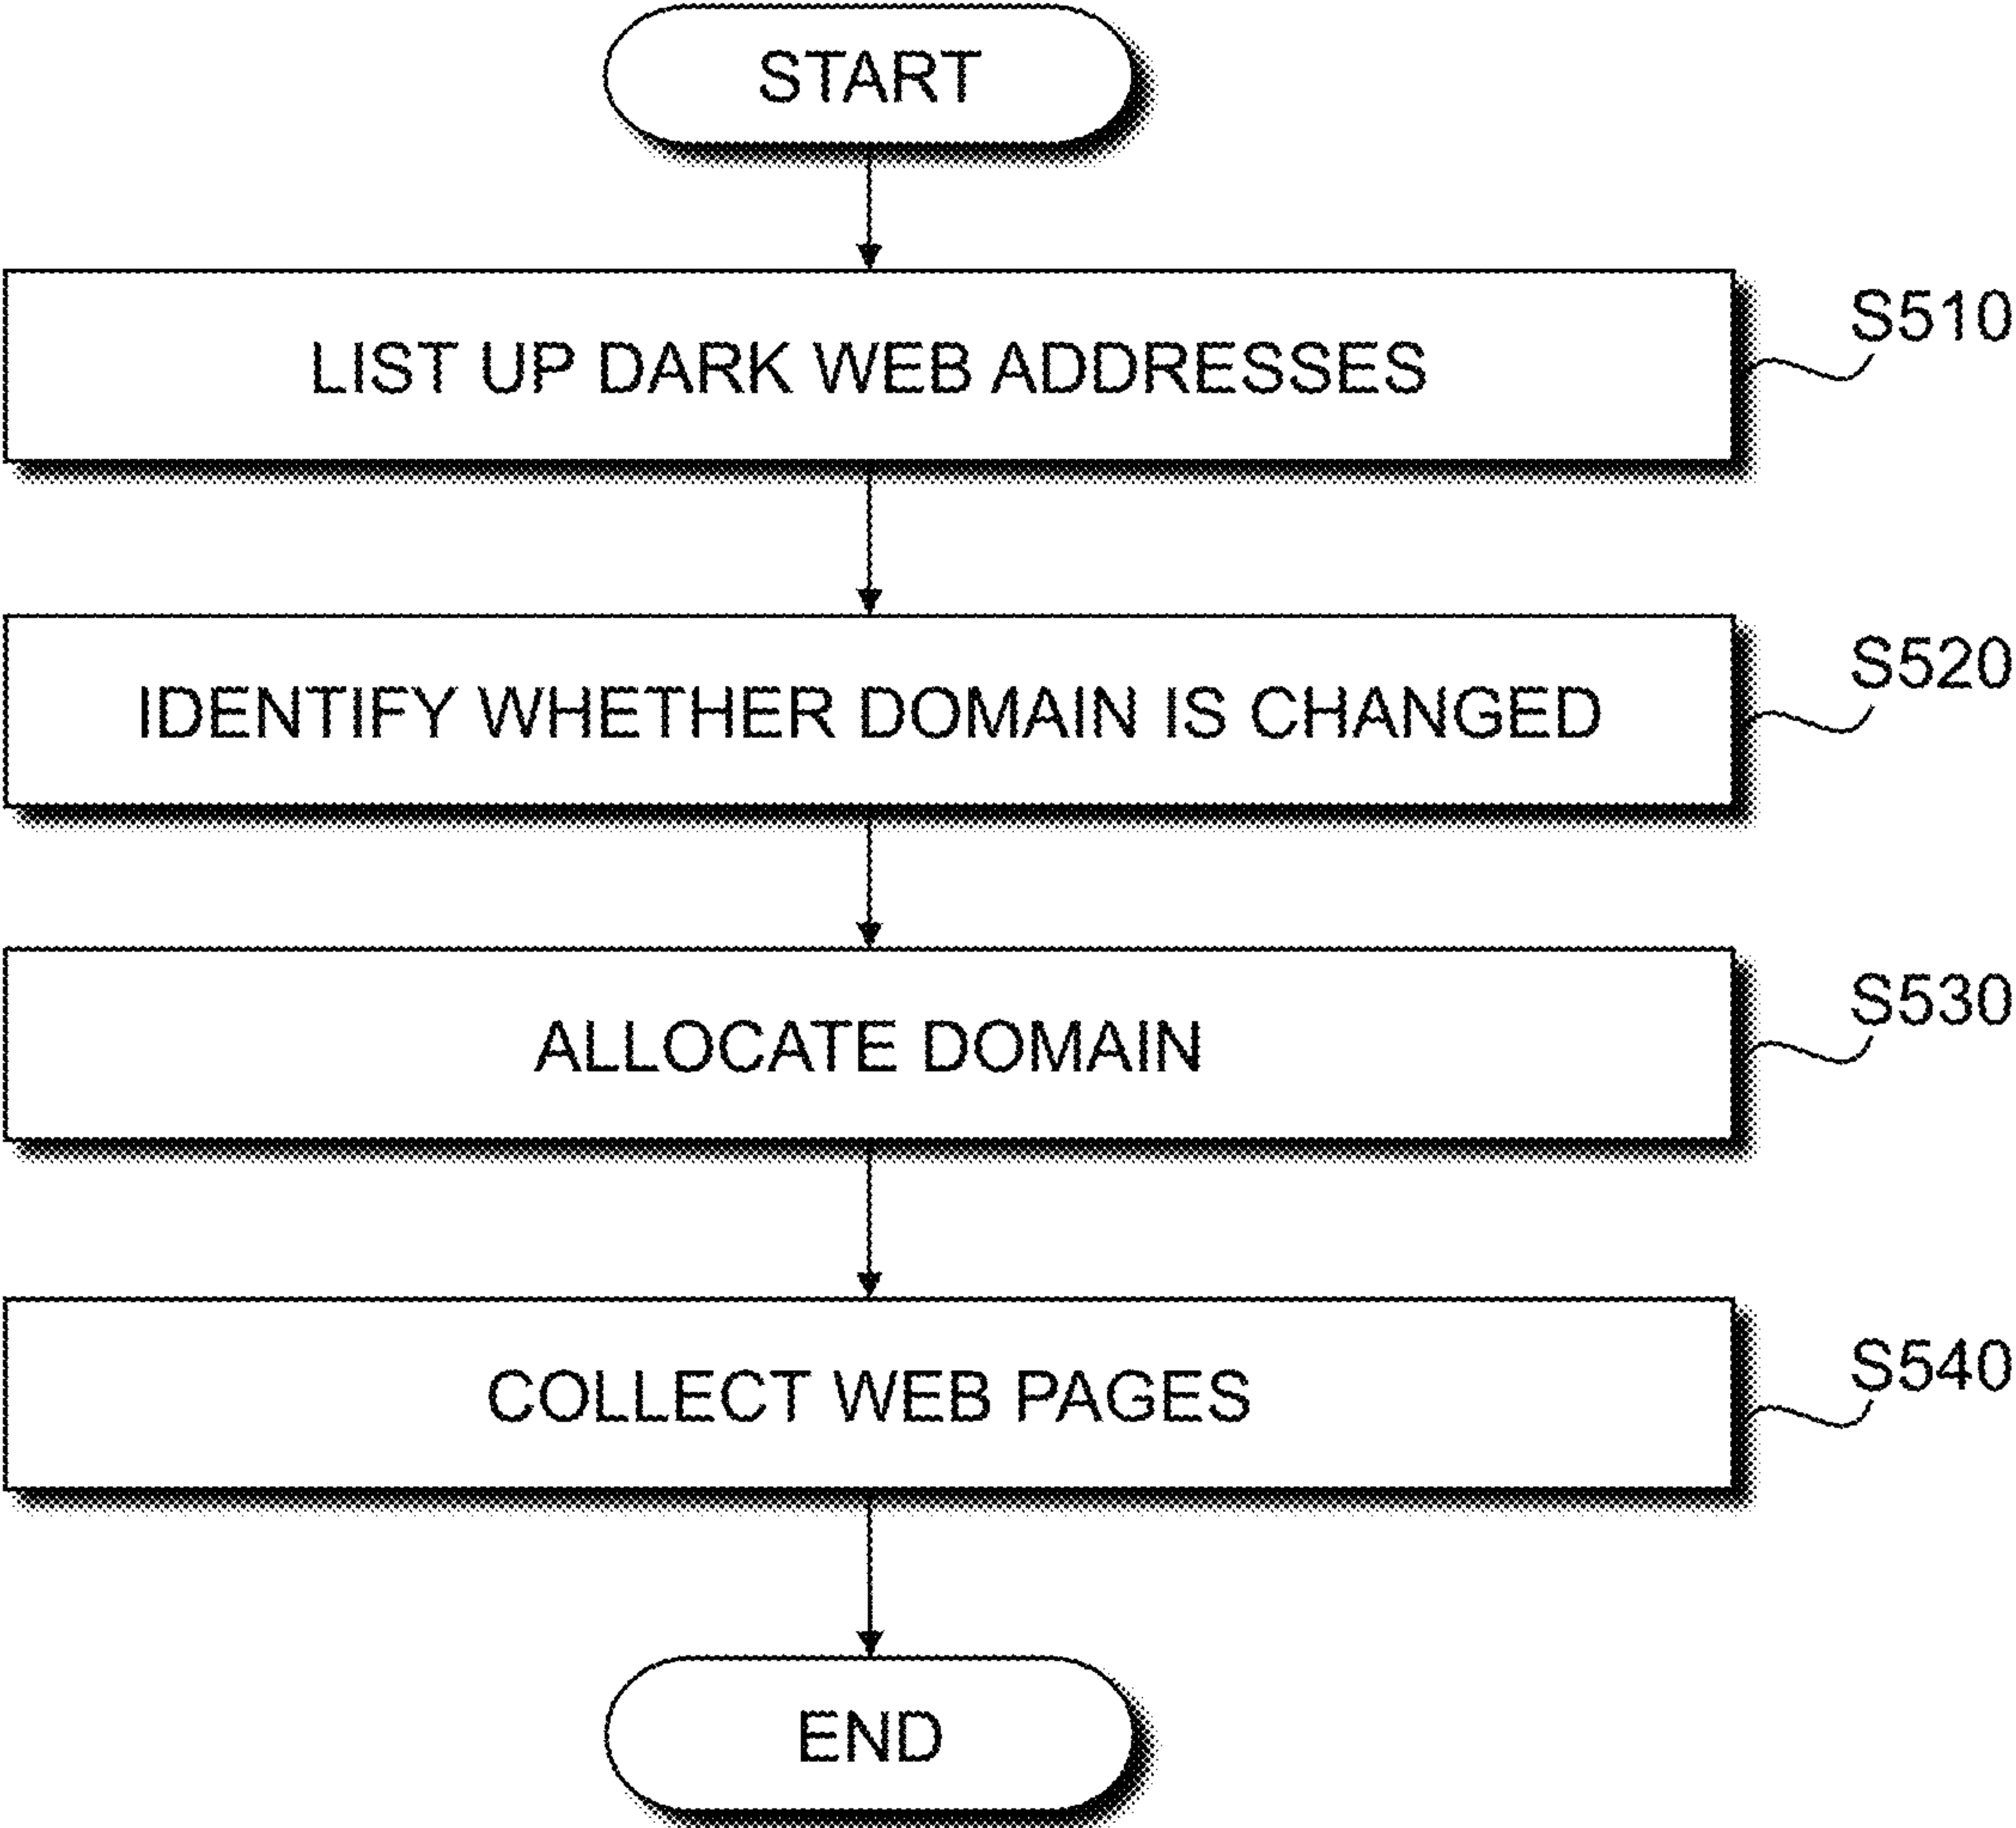 START
LIST UP DARK WEB ADDRESSES
S510
IDENTIFY WHETHER DOMAIN IS CHANGED
S520
ALLOCATE DOMAIN
S530
COLLECT WEB PAGES
S540
END